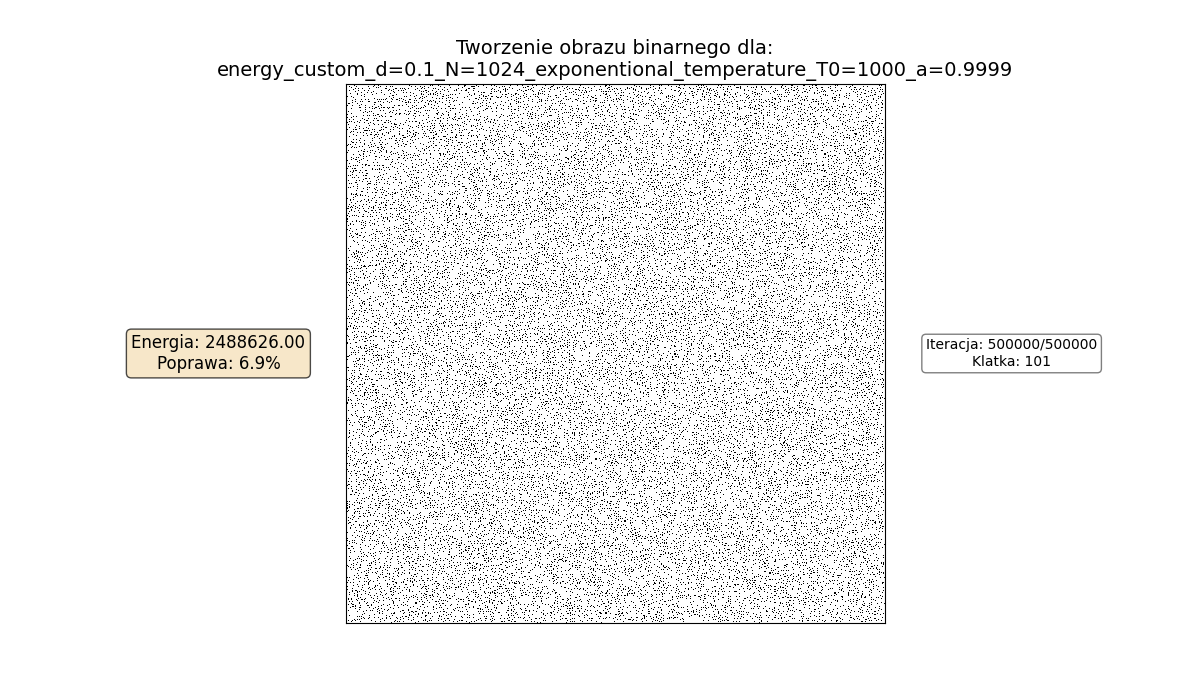 Tworzenie obrazu binarnego dla:
energy_custom_d=0.1_N=1024_exponentional_temperature_T0=1000_a=0.9999
Energia: 2488626.00
Poprawa: 6.9%
Iteracja: 500000/500000
Klatka: 101